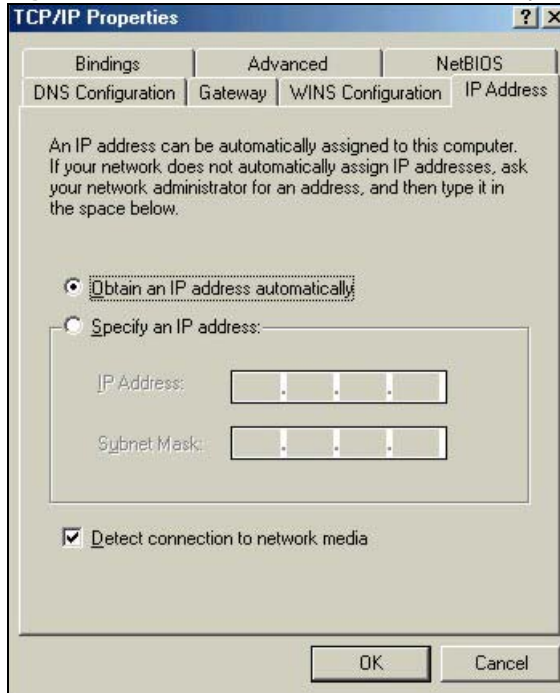 TCP/IP Properties
Bindings
Advanced
NetBIOS
DNS Configuration
Gateway
WINS Configuration
IP Address
An IP address can be automatically assigned to this computer.
If your network does not automatically assign IP addresses, ask
your network administrator for an address, and then type it in
the space below.
Obtain an IP address automatically
Specify an IP address:
IP Address:
Subnet Mask:
Detect connection to network media
OK
Cancel